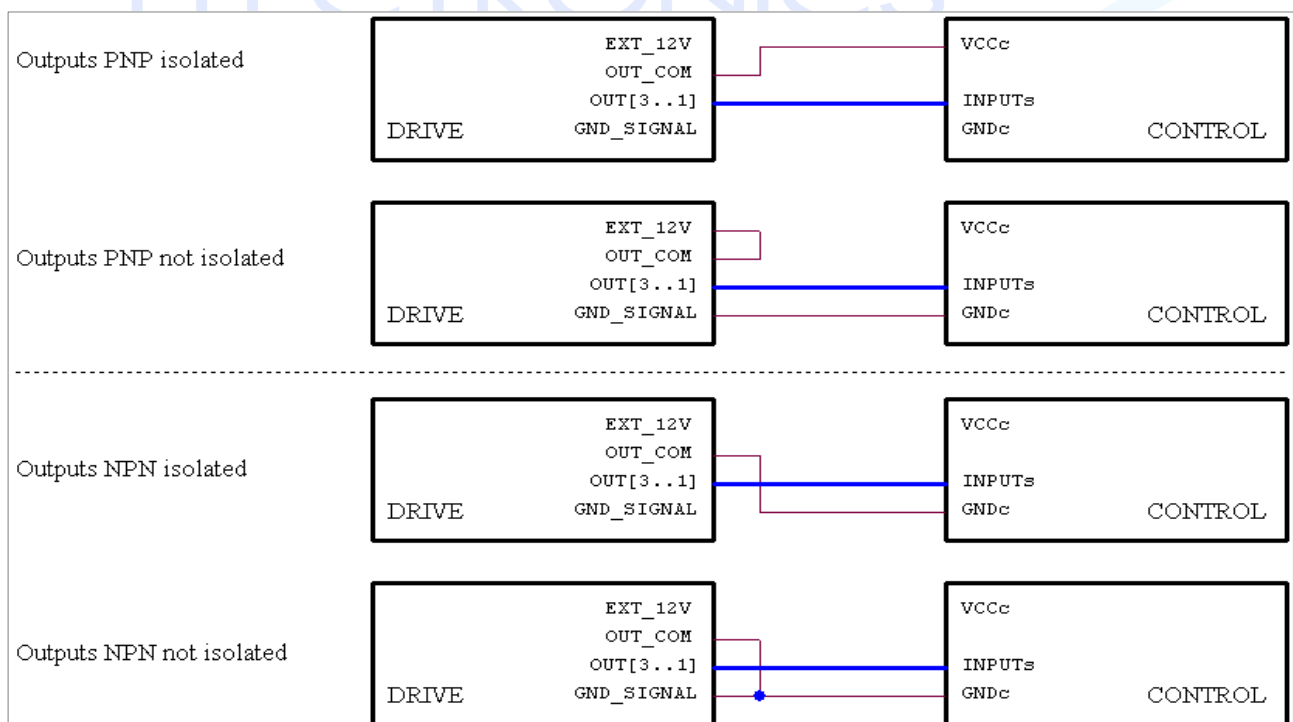 ELECTRONICS
Outputs PNP isolated
EXT_12V
OUT_COM
OUT[3..1]
DRIVE
GND_SIGNAL
VCCc
INPUTs
GNDc
CONTROL
Outputs PNP not isolated
EXT_12V
OUT_COM
OUT[3..1]
DRIVE
GND_SIGNAL
VCCc
INPUTs
GNDc
CONTROL
Outputs NPN isolated
EXT_12V
OUT_COM
OUT[3..1]
DRIVE
GND_SIGNAL
VCCc
INPUTs
GNDc
CONTROL
Outputs NPN not isolated
EXT_12V
OUT_COM
OUT[3..1]
DRIVE
GND_SIGNAL
VCCc
INPUTs
GNDc
CONTROL